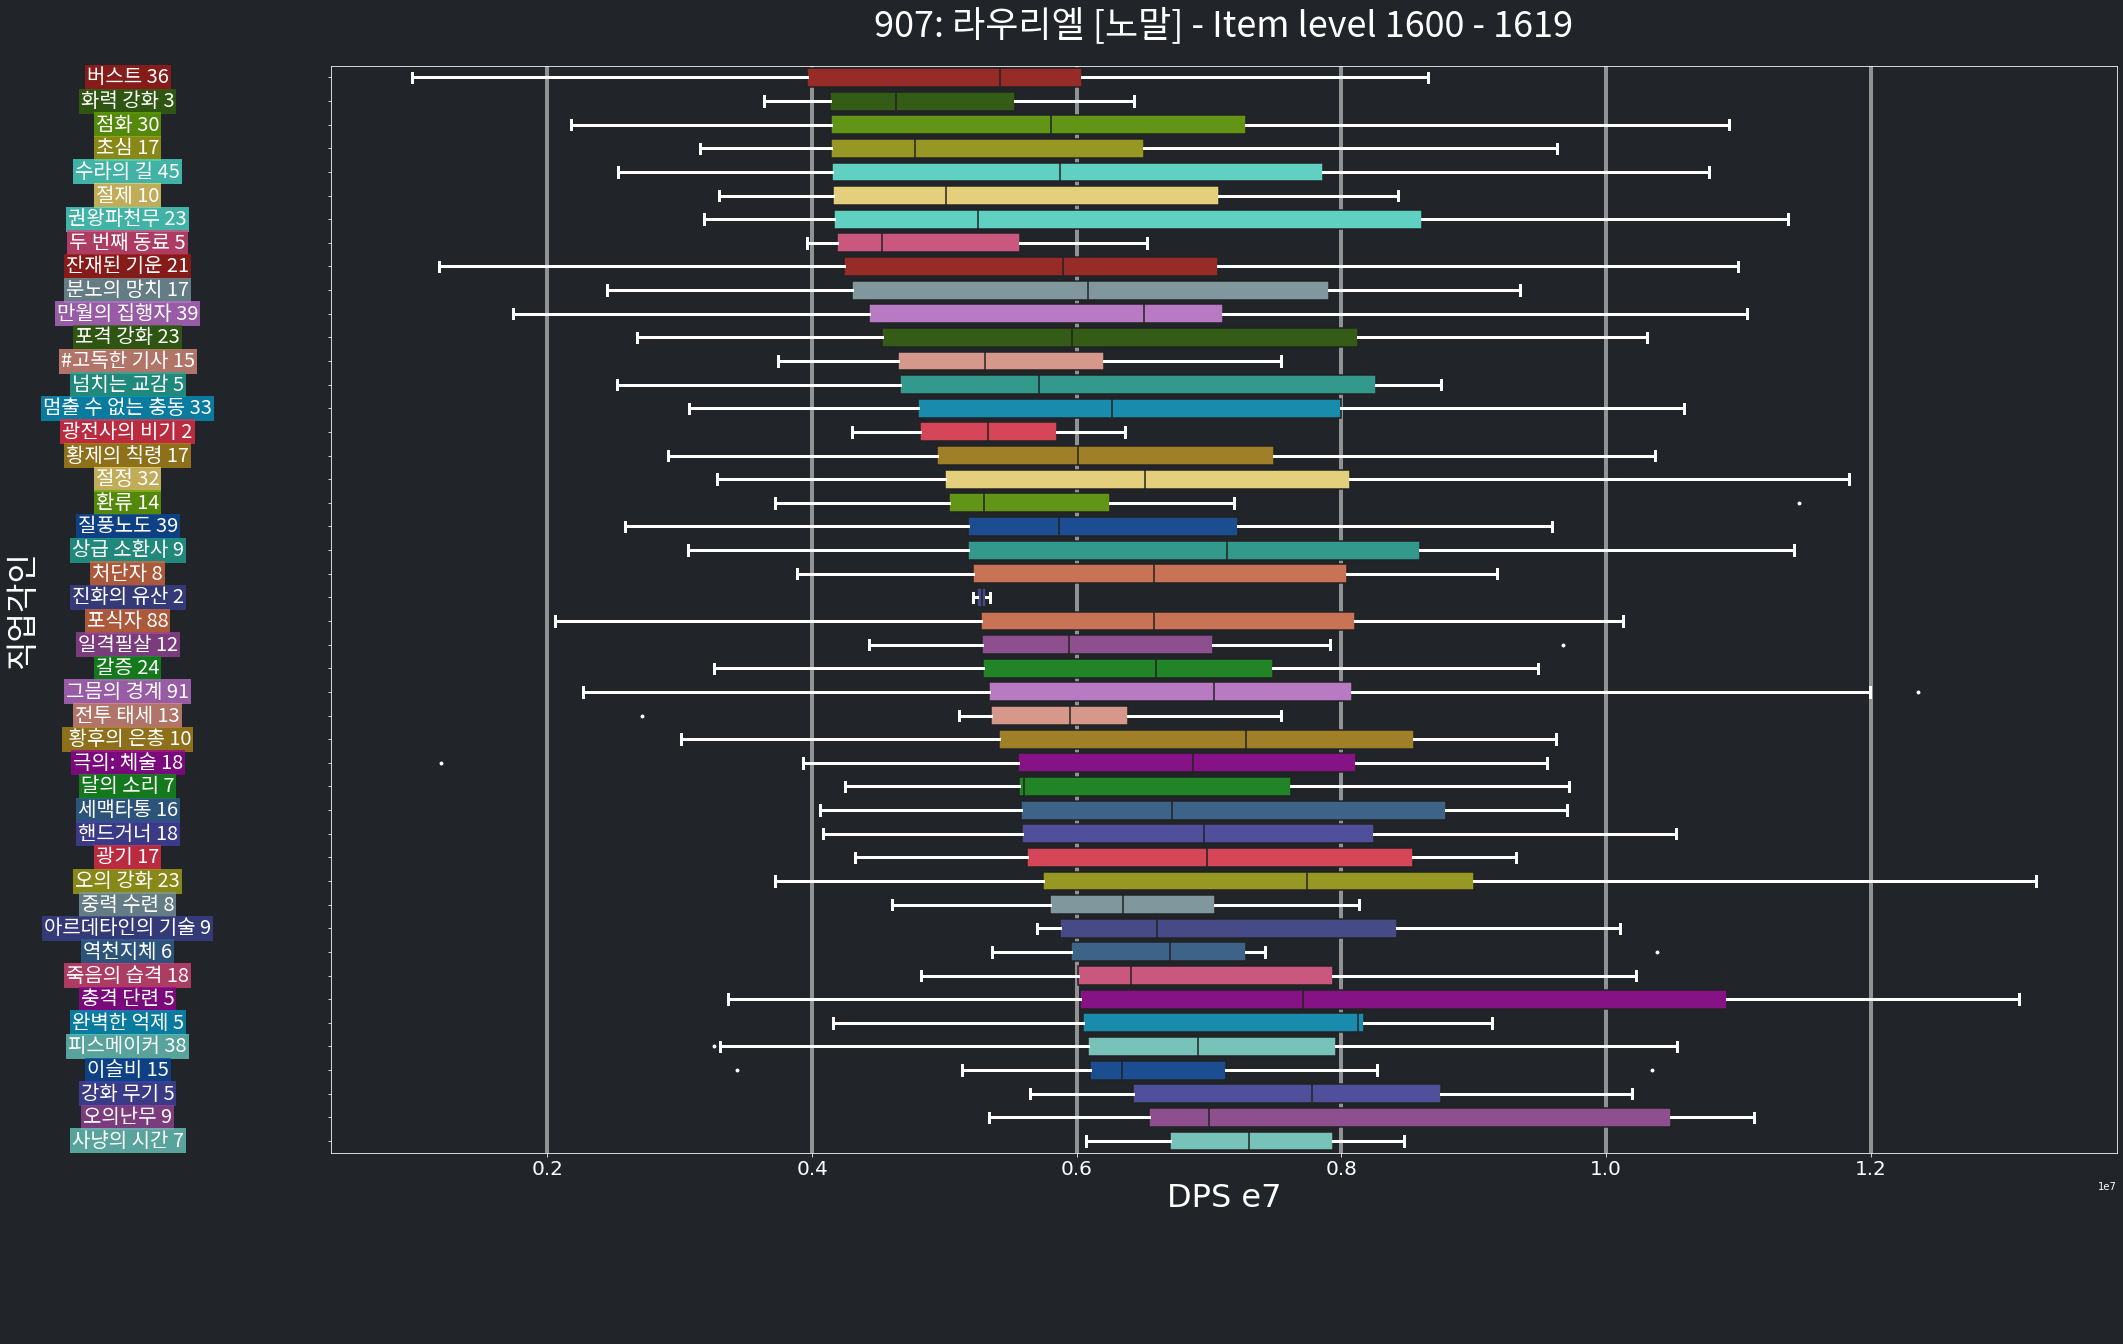 907: 라우리엘 [노말] - Item level 1600 - 1619
직업각인
버스트 36
화력 강화 3
점화 30
초심 17
수라의 길 45
절제 10
권왕파천무 23
두 번째 동료 5
잔재된 기운 21
분노의 망치 17
만월의 집행자 39
포격 강화 23
#고독한 기사 15
넘치는 교감 5
멈출 수 없는 충동 33
광전사의 비기 2
황제의 칙령 17
절정 32
환류 14
질풍노도 39
상급 소환사 9
처단자 8
진화의 유산 2
포식자 88
일격필살 12
갈증 24
그믐의 경계 91
전투 태세 13
황후의 은총 10
극의: 체술 18
달의 소리 7
세맥타통 16
핸드거너 18
광기 17
오의 강화 23
중력 수련 8
아르데타인의 기술 9
역천지체 6
죽음의 습격 18
충격 단련 5
완벽한 억제 5
피스메이커 38
이슬비 15
강화 무기 5
오의난무 9
사냥의 시간 7
0.2 0.4 0.6 0.8 1.0 1.2
DPS e7
1e7